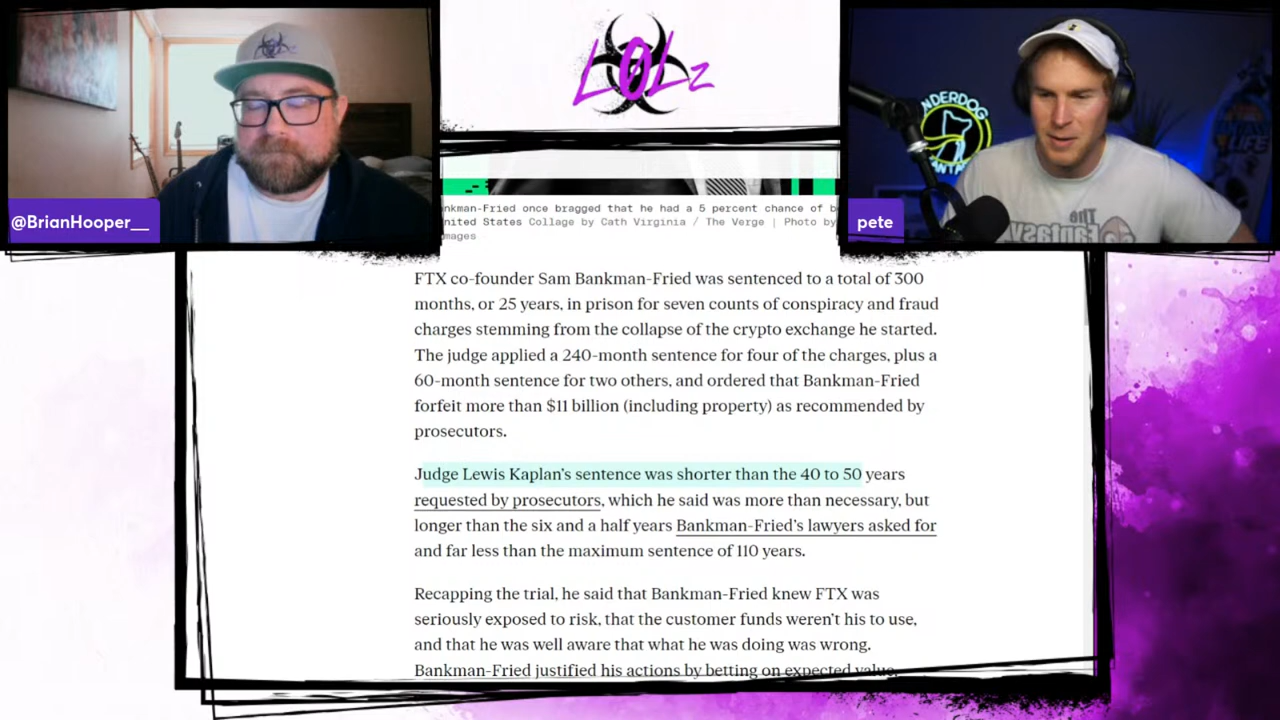 LOLz
@BrianHooper__
pete
nkman-Fried once bragged that he had a 5 percent chance of b
nited States Collage by Cath Virginia / The Verge | Photo by
mages
FTX co-founder Sam Bankman-Fried was sentenced to a total of 300
months, or 25 years, in prison for seven counts of conspiracy and fraud
charges stemming from the collapse of the crypto exchange he started.
The judge applied a 240-month sentence for four of the charges, plus a
60-month sentence for two others, and ordered that Bankman-Fried
forfeit more than $11 billion (including property) as recommended by
prosecutors.
Judge Lewis Kaplan’s sentence was shorter than the 40 to 50 years
requested by prosecutors, which he said was more than necessary, but
longer than the six and a half years Bankman-Fried’s lawyers asked for
and far less than the maximum sentence of 110 years.
Recapping the trial, he said that Bankman-Fried knew FTX was
seriously exposed to risk, that the customer funds weren’t his to use,
and that he was well aware that what he was doing was wrong.
Bankman-Fried justified his actions by betting on expected value,